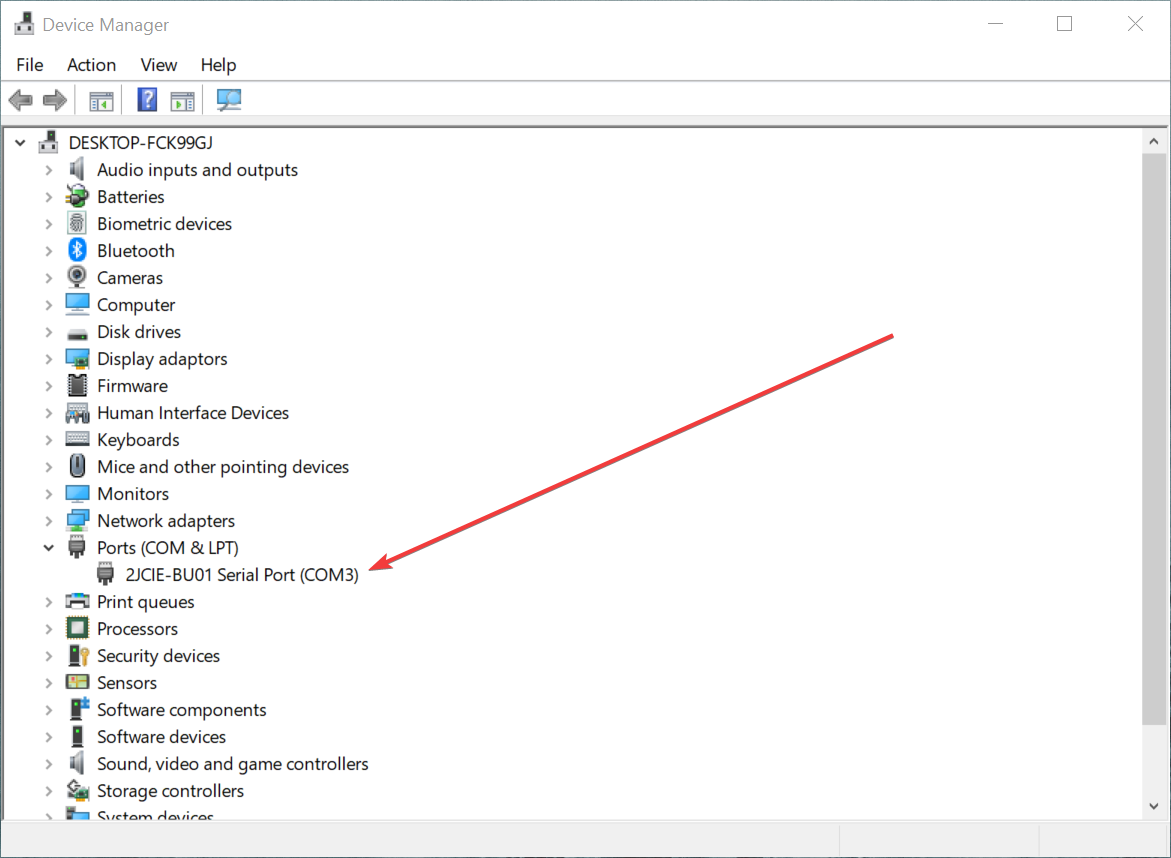 Device Manager
File Action View Help
?
DESKTOP-FCK99GJ
Audio inputs and outputs
Batteries
Biometric devices
Bluetooth
Cameras
Computer
Disk drives
Display adaptors
Firmware
Human Interface Devices
Keyboards
Mice and other pointing devices
Monitors
Network adapters
Ports (COM & LPT)
2JCIE-BU01 Serial Port (COM3)
Print queues
Processors
Security devices
Sensors
Software components
Software devices
Sound, video and game controllers
Storage controllers
System devices